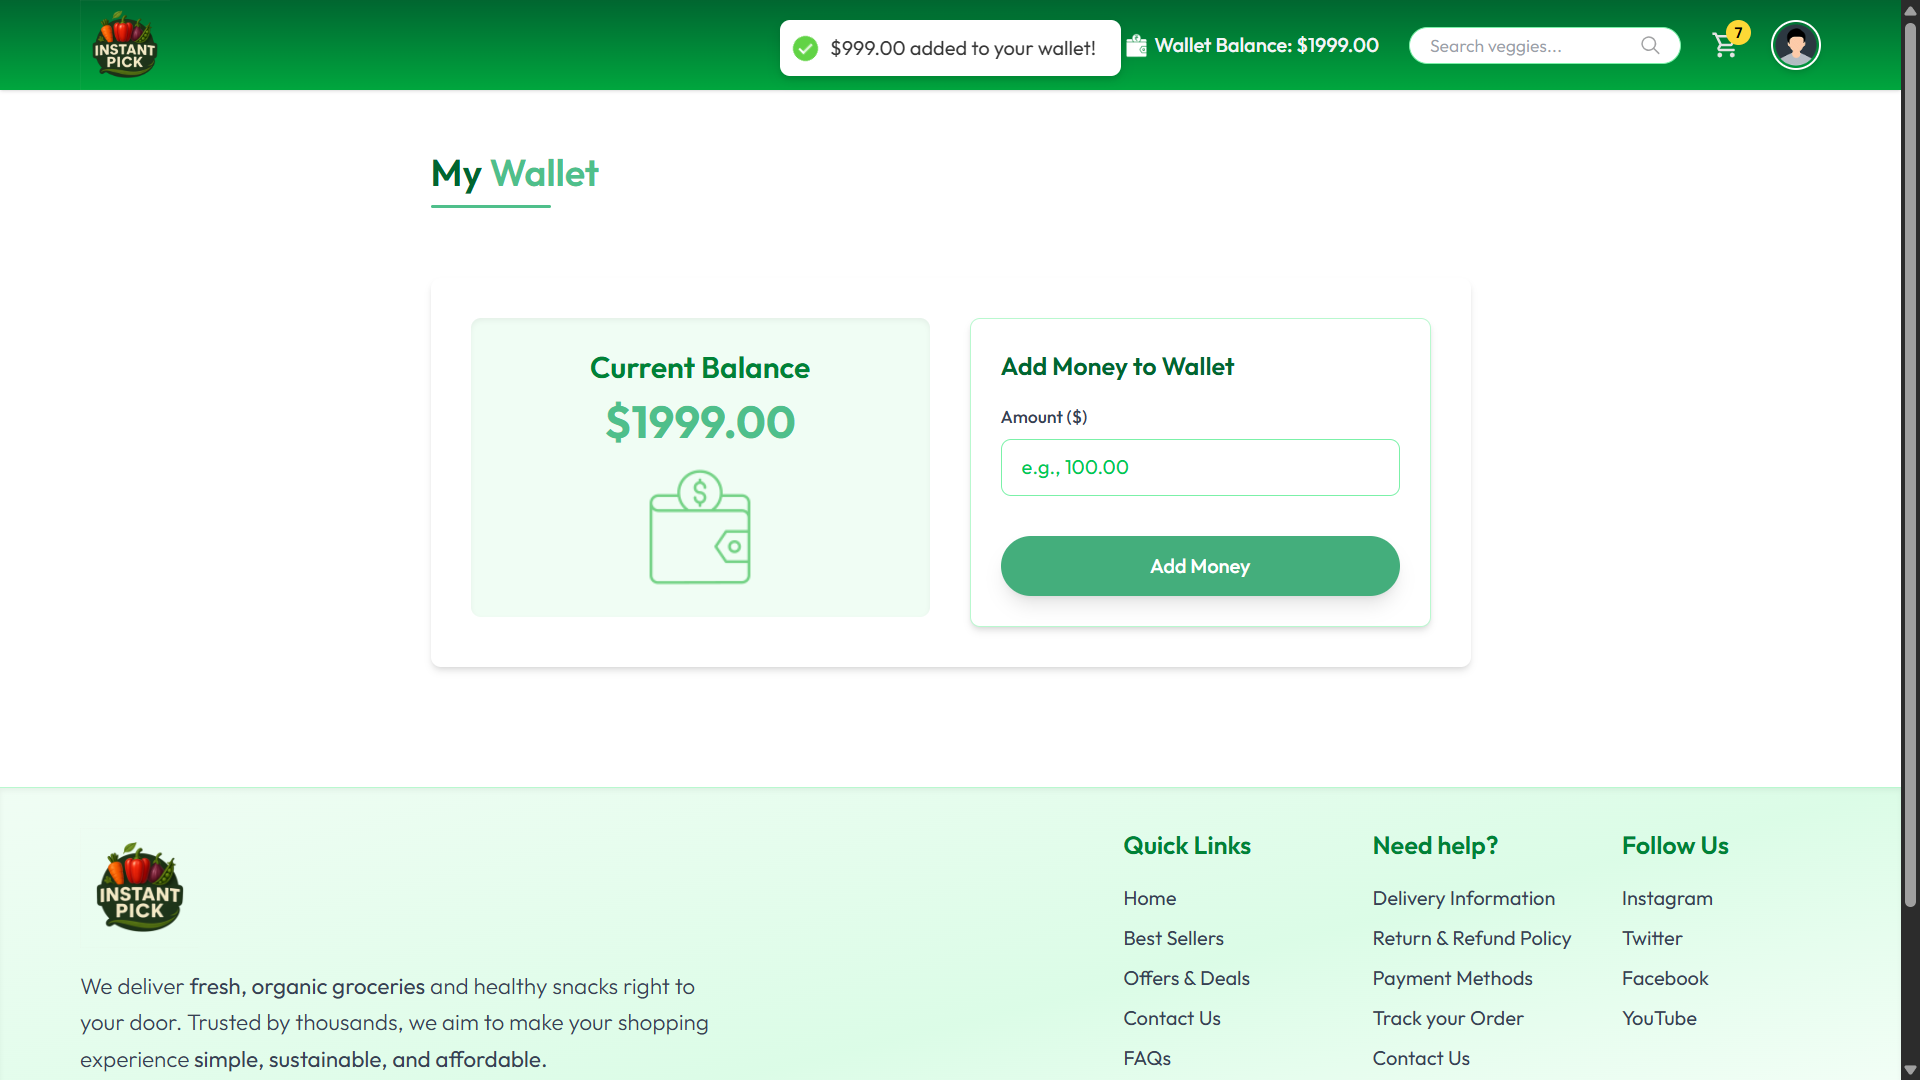 INSTANT
PICK
$999.00 added to your wallet!
Wallet Balance: $1999.00
Search veggies...
7
My Wallet
Current Balance
$1999.00
$
Add Money to Wallet
Amount ($)
e.g., 100.00
Add Money
INSTANT
PICK
We deliver fresh, organic groceries and healthy snacks right to
your door. Trusted by thousands, we aim to make your shopping
experience simple, sustainable, and affordable.
Quick Links
Home
Best Sellers
Offers & Deals
Contact Us
FAQs
Need help?
Delivery Information
Return & Refund Policy
Payment Methods
Track your Order
Contact Us
Follow Us
Instagram
Twitter
Facebook
YouTube